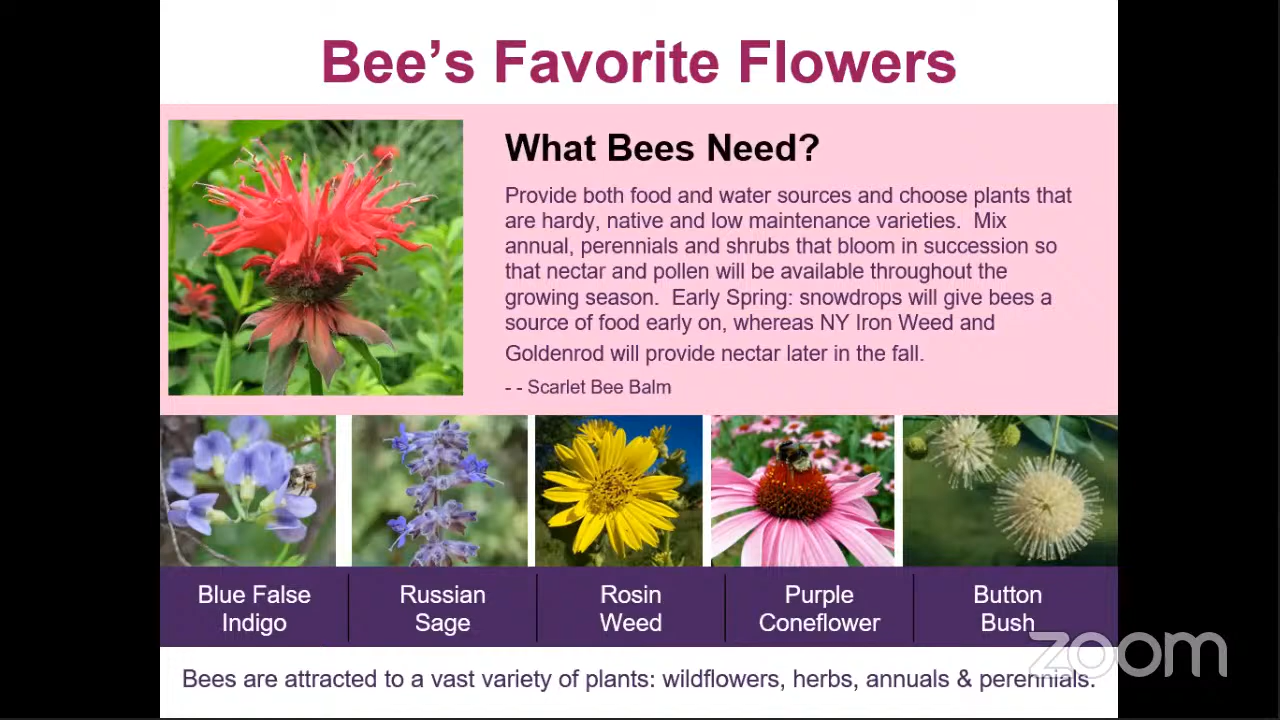 Bee’s Favorite Flowers
What Bees Need?
Provide both food and water sources and choose plants that
are hardy, native and low maintenance varieties.  Mix
annual, perennials and shrubs that bloom in succession so
that nectar and pollen will be available throughout the
growing season.  Early Spring: snowdrops will give bees a
source of food early on, whereas NY Iron Weed and
Goldenrod will provide nectar later in the fall.
- - Scarlet Bee Balm
Blue False
Indigo
Russian
Sage
Rosin
Weed
Purple
Coneflower
Button
Bush
zoom
Bees are attracted to a vast variety of plants: wildflowers, herbs, annuals & perennials.